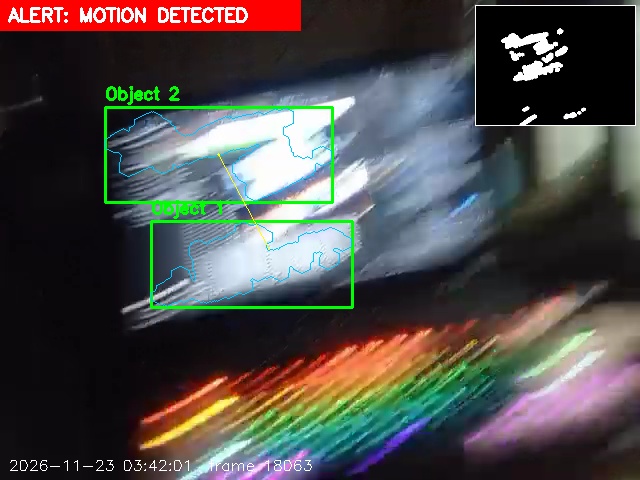 ALERT: MOTION DETECTED
Object 2
Object 1
2026-11-23 03:42:01, frame 18063